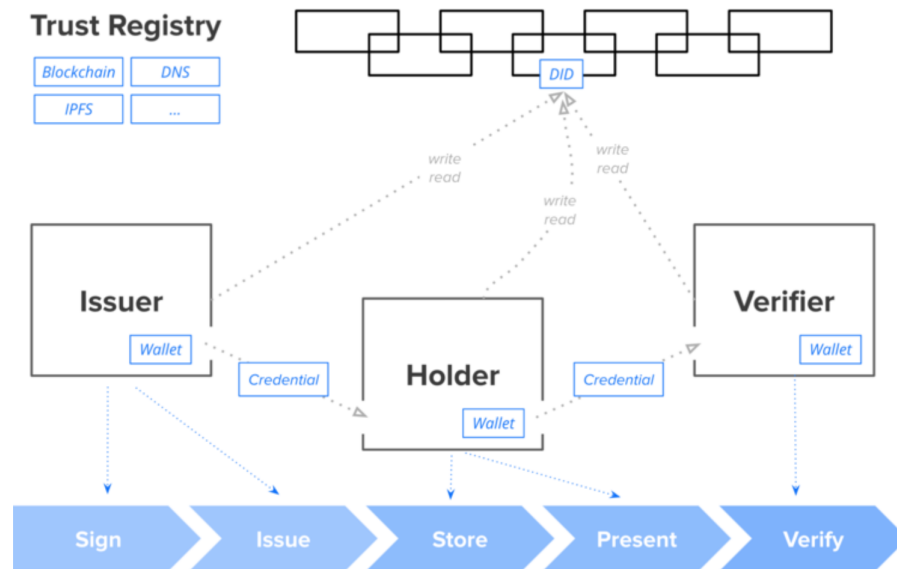 Trust Registry
Blockchain
DNS
IPFS
...
DID
write
read
write
read
write
read
Issuer
Wallet
Credential
Holder
Wallet
Credential
Verifier
Wallet
Sign
Issue
Store
Present
Verify